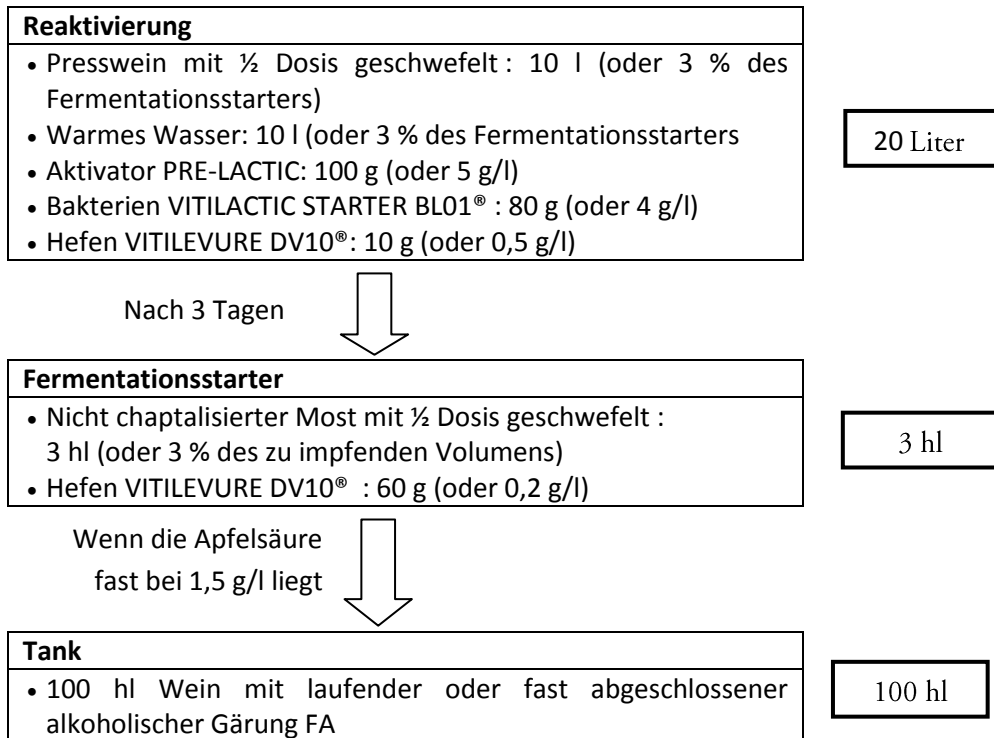 Reaktivierung
• Presswein mit ½ Dosis geschwefelt : 10 l (oder 3 % des
Fermentationsstarters)
• Warmes Wasser: 10 l (oder 3 % des Fermentationsstarters
• Aktivator PRE-LACTIC: 100 g (oder 5 g/l)
• Bakterien VITILACTIC STARTER BL01® : 80 g (oder 4 g/l)
• Hefen VITILEVURE DV10®: 10 g (oder 0,5 g/l)
20 Liter
Nach 3 Tagen
Fermentationsstarter
• Nicht chaptalisierter Most mit ½ Dosis geschwefelt :
3 hl (oder 3 % des zu impfenden Volumens)
• Hefen VITILEVURE DV10® : 60 g (oder 0,2 g/l)
3 hl
Wenn die Apfelsäure
fast bei 1,5 g/l liegt
Tank
• 100 hl Wein mit laufender oder fast abgeschlossener
alkoholischer Gärung FA
100 hl